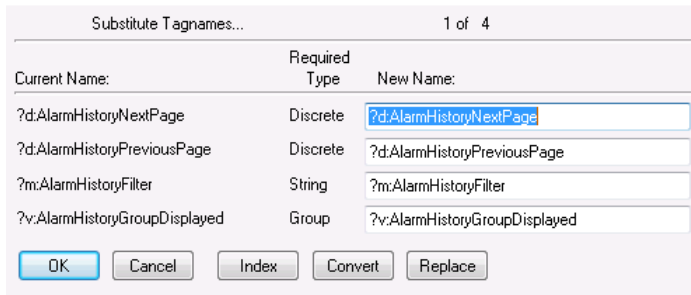 Substitute Tagnames... 1 of 4
Required
Current Name: Type New Name:
?d:AlarmHistoryNextPage Discrete ?d:AlarmHistoryNextPage
?d:AlarmHistoryPreviousPage Discrete ?d:AlarmHistoryPreviousPage
?m:AlarmHistoryFilter String ?m:AlarmHistoryFilter
?v:AlarmHistoryGroupDisplayed Group ?v:AlarmHistoryGroupDisplayed
OK Cancel Index Convert Replace